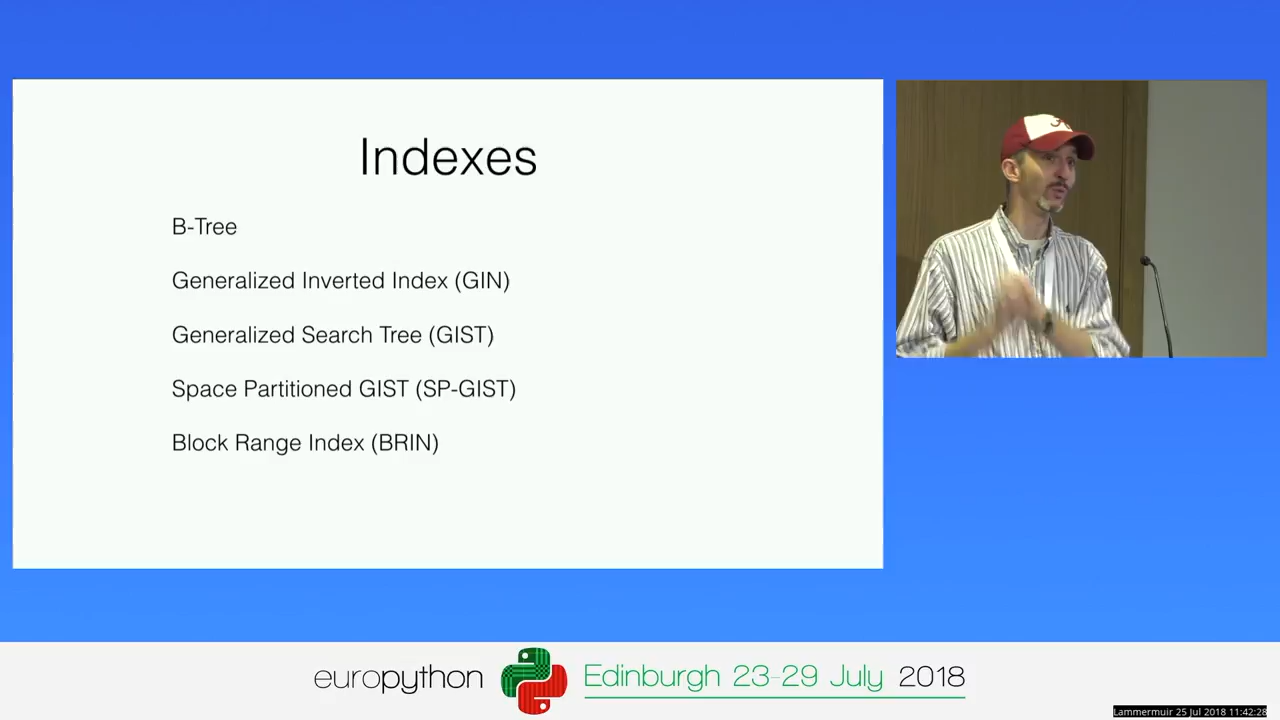 Indexes
B-Tree
Generalized Inverted Index (GIN)
Generalized Search Tree (GIST)
Space Partitioned GIST (SP-GIST)
Block Range Index (BRIN)
europython Edinburgh 23-29 July 2018
Lammermuir 25 Jul 2018 11:42:28